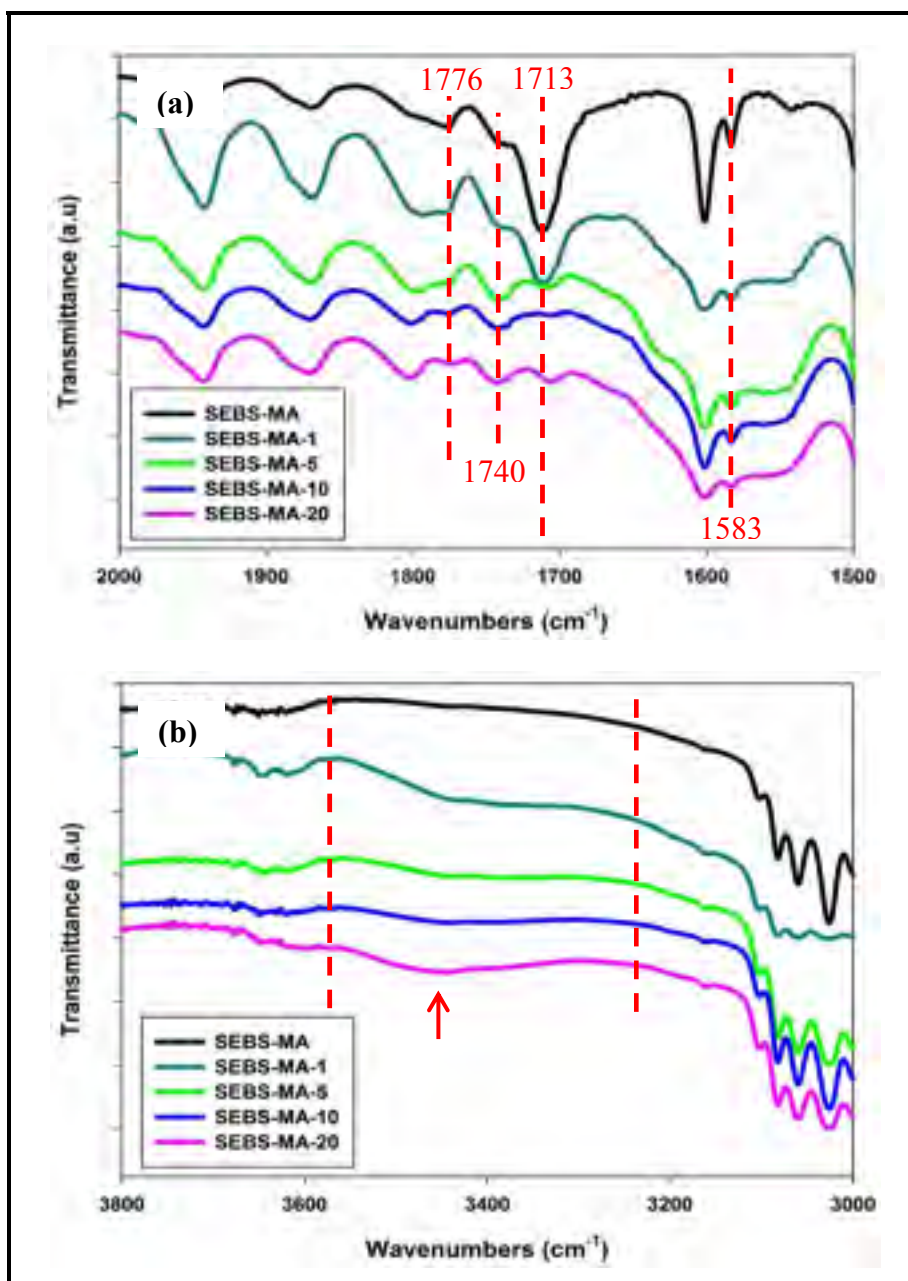 (a)
1776
1713
1740
1583
Transmittance (a.u)
SEBS-MA
SEBS-MA-1
SEBS-MA-5
SEBS-MA-10
SEBS-MA-20
2000 1900 1800 1700 1600 1500
Wavenumbers (cm⁻¹)
(b)
Transmittance (a.u)
SEBS-MA
SEBS-MA-1
SEBS-MA-5
SEBS-MA-10
SEBS-MA-20
3800 3600 3400 3200 3000
Wavenumbers (cm⁻¹)